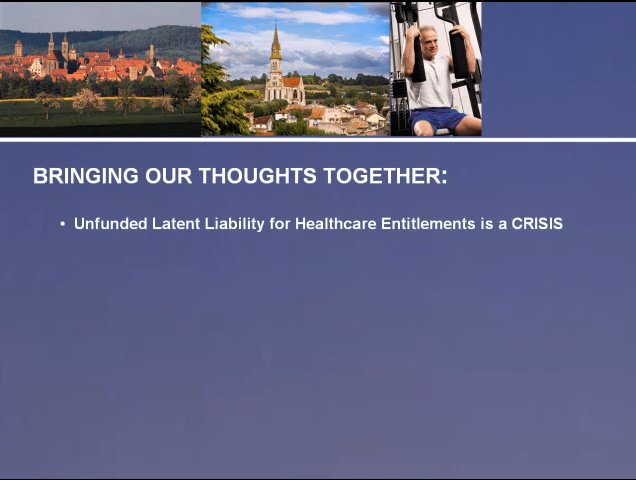 BRINGING OUR THOUGHTS TOGETHER:
• Unfunded Latent Liability for Healthcare Entitlements is a CRISIS